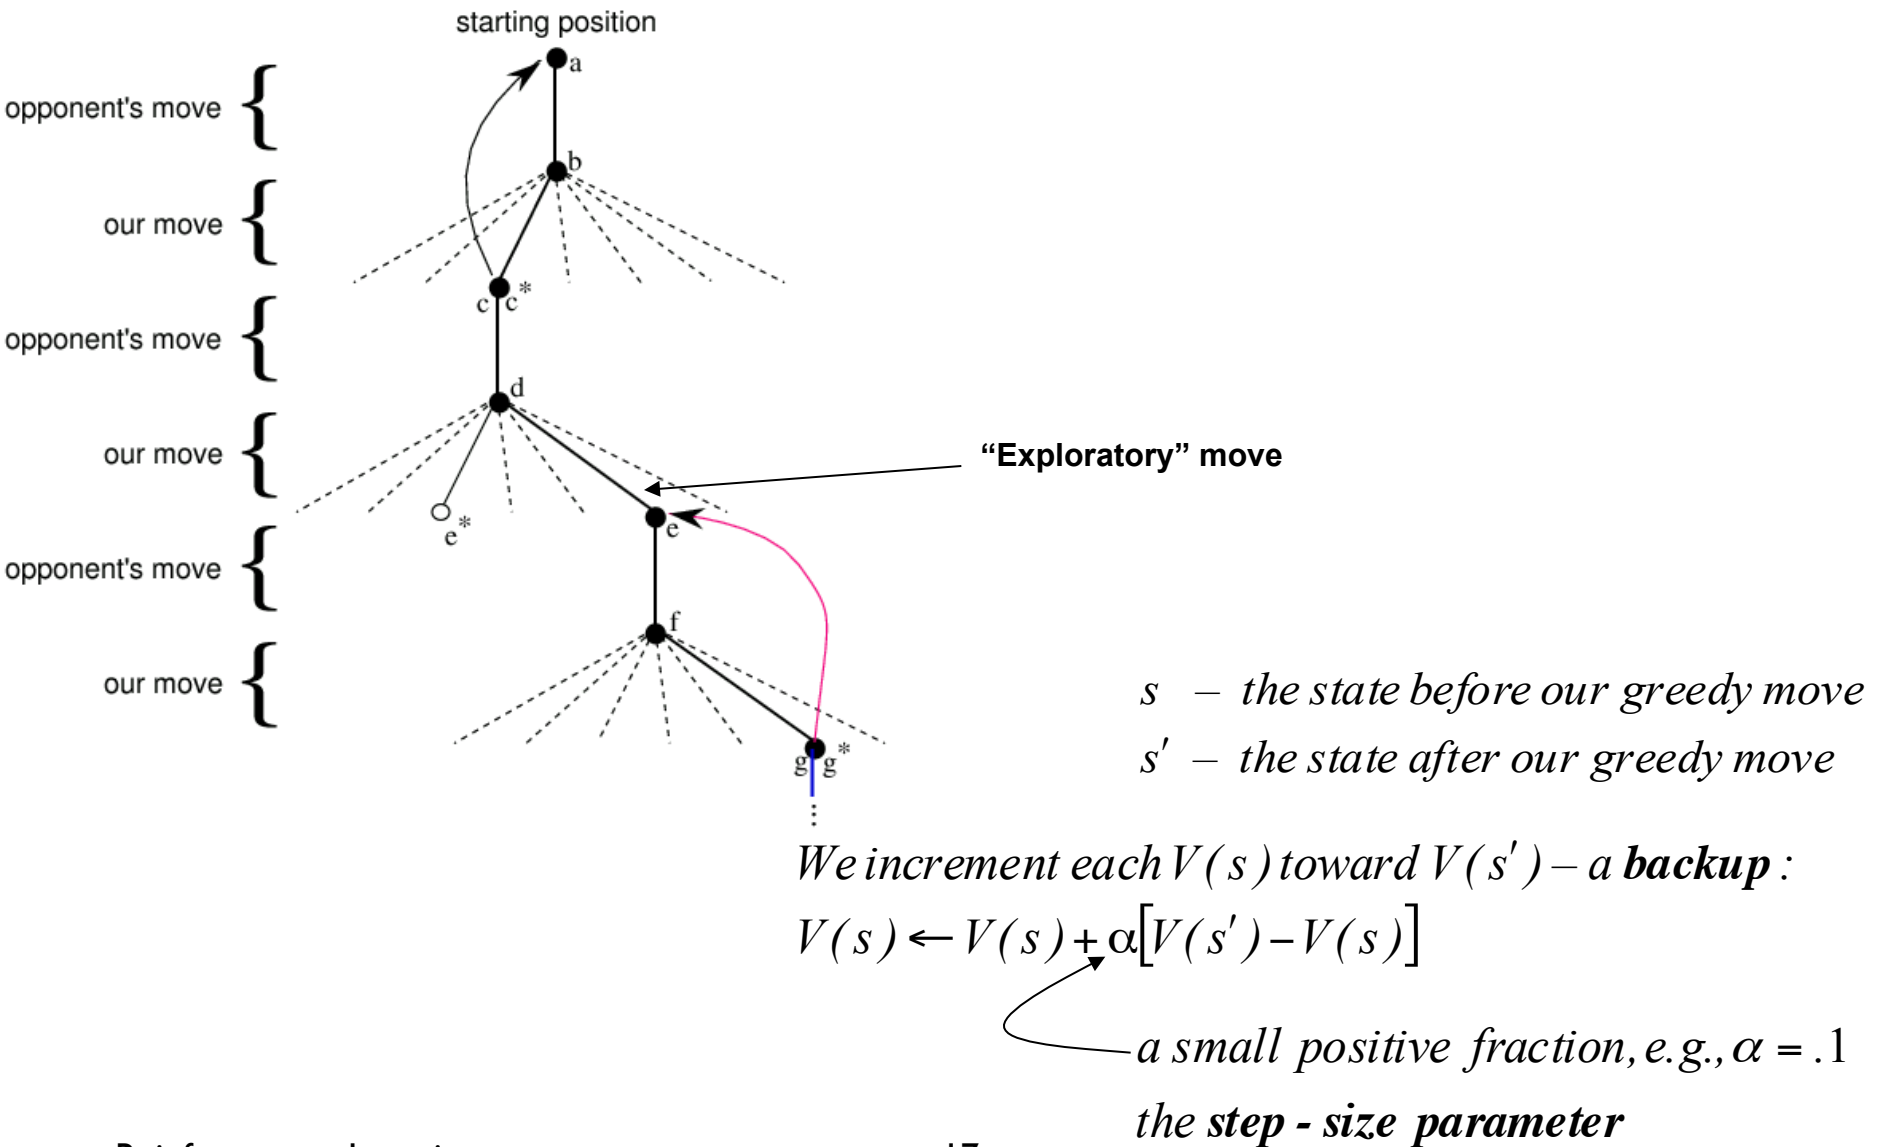 starting position
a
opponent's move {
b
our move {
c c*
opponent's move {
d
our move {
“Exploratory” move
e*
e
opponent's move {
f
our move {
g g*
⋮
s – the state before our greedy move
s′ – the state after our greedy move
We increment each V(s) toward V(s′) – a backup :
V(s) ← V(s) + α[V(s′) – V(s)]
a small positive fraction, e.g., α = .1
the step - size parameter